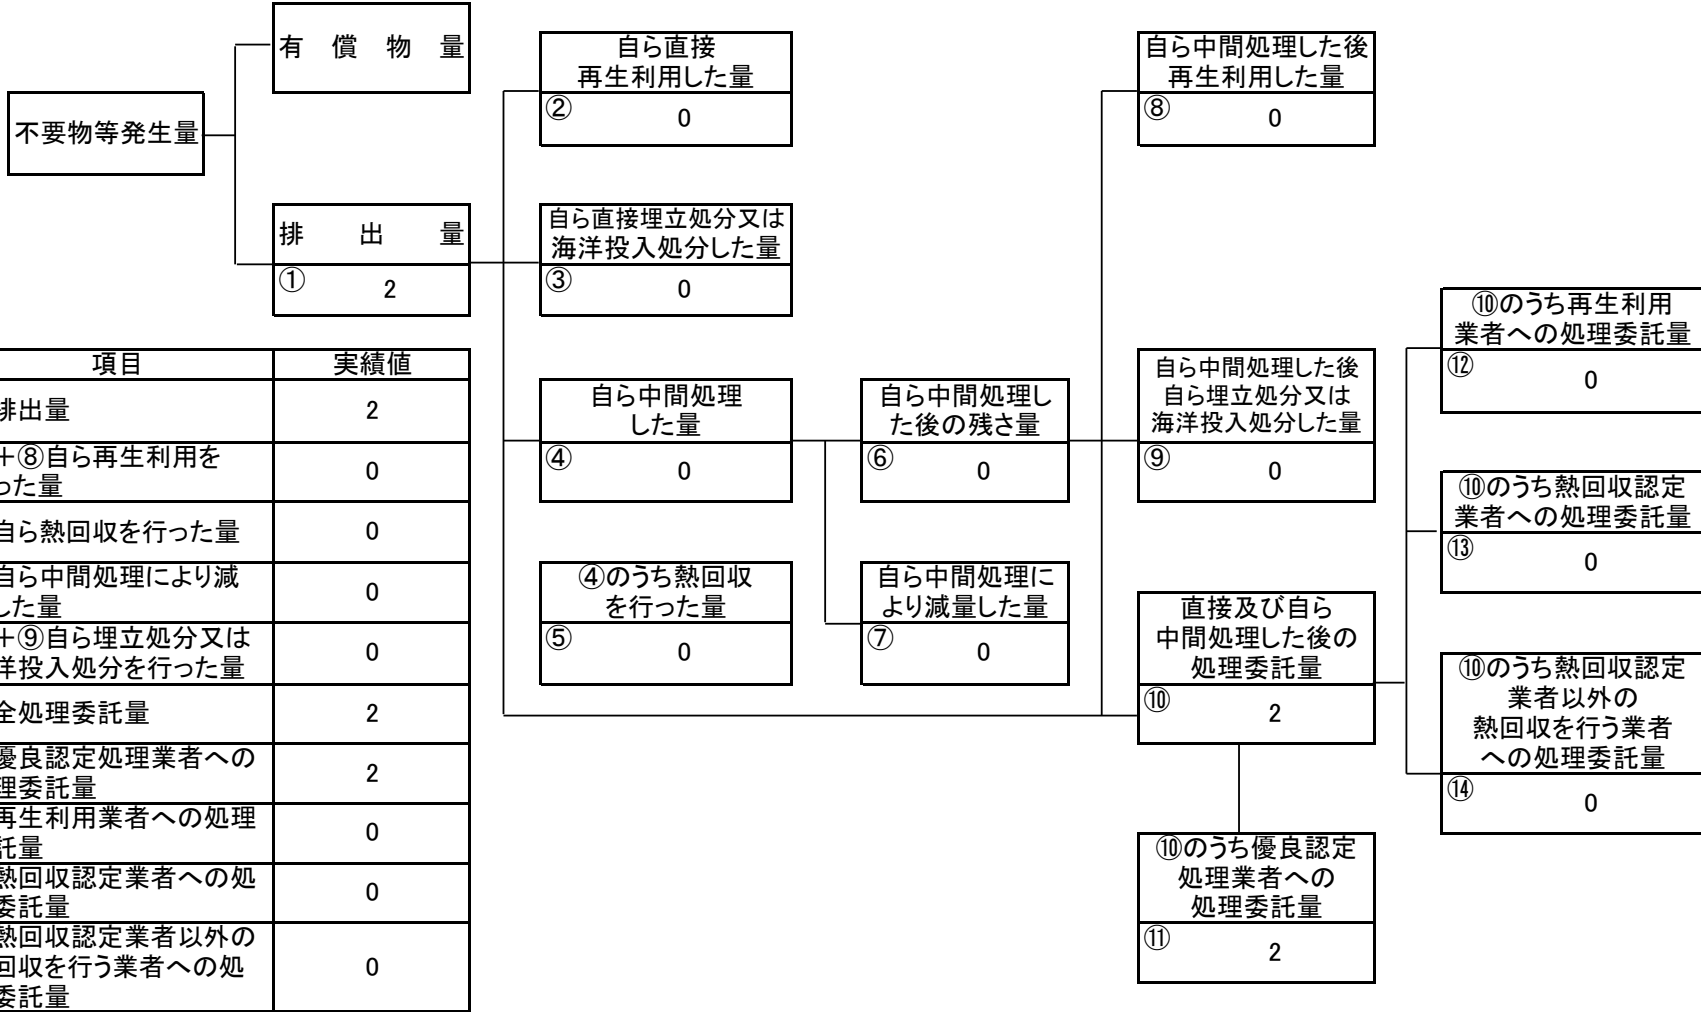 有 償 物 量
不要物等発生量
排 出 量
① 2
自ら直接
再生利用した量
② 0
自ら直接埋立処分又は
海洋投入処分した量
③ 0
自ら中間処理
した量
④ 0
④のうち熱回収
を行った量
⑤ 0
自ら中間処理し
た後の残さ量
⑥ 0
自ら中間処理に
より減量した量
⑦ 0
自ら中間処理した後
再生利用した量
⑧ 0
自ら中間処理した後
自ら埋立処分又は
海洋投入処分した量
⑨ 0
直接及び自ら
中間処理した後の
処理委託量
⑩ 2
⑩のうち優良認定
処理業者への
処理委託量
⑪ 2
⑩のうち再生利用
業者への処理委託量
⑫ 0
⑩のうち熱回収認定
業者への処理委託量
⑬ 0
⑩のうち熱回収認定
業者以外の
熱回収を行う業者
への処理委託量
⑭ 0
項目 実績値
排出量 2
+⑧自ら再生利用を
った量 0
自ら熱回収を行った量 0
自ら中間処理により減
した量 0
+⑨自ら埋立処分又は
洋投入処分を行った量 0
全処理委託量 2
優良認定処理業者への
理委託量 2
再生利用業者への処理
託量 0
熱回収認定業者への処
委託量 0
熱回収認定業者以外の
回収を行う業者への処
委託量 0